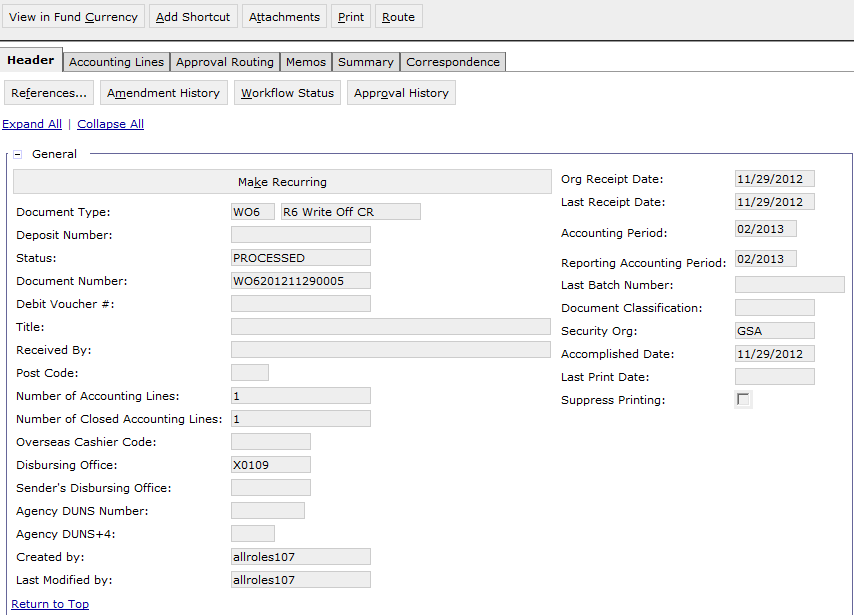 View in Fund Currency Add Shortcut Attachments Print Route
Header Accounting Lines Approval Routing Memos Summary Correspondence
References... Amendment History Workflow Status Approval History
Expand All | Collapse All
General
Make Recurring
Document Type: WO6 R6 Write Off CR
Deposit Number:
Status: PROCESSED
Document Number: WO6201211290005
Debit Voucher #:
Title:
Received By:
Post Code:
Number of Accounting Lines: 1
Number of Closed Accounting Lines: 1
Overseas Cashier Code:
Disbursing Office: X0109
Sender's Disbursing Office:
Agency DUNS Number:
Agency DUNS+4:
Created by: allroles107
Last Modified by: allroles107
Org Receipt Date: 11/29/2012
Last Receipt Date: 11/29/2012
Accounting Period: 02/2013
Reporting Accounting Period: 02/2013
Last Batch Number:
Document Classification:
Security Org: GSA
Accomplished Date: 11/29/2012
Last Print Date:
Suppress Printing:
Return to Top